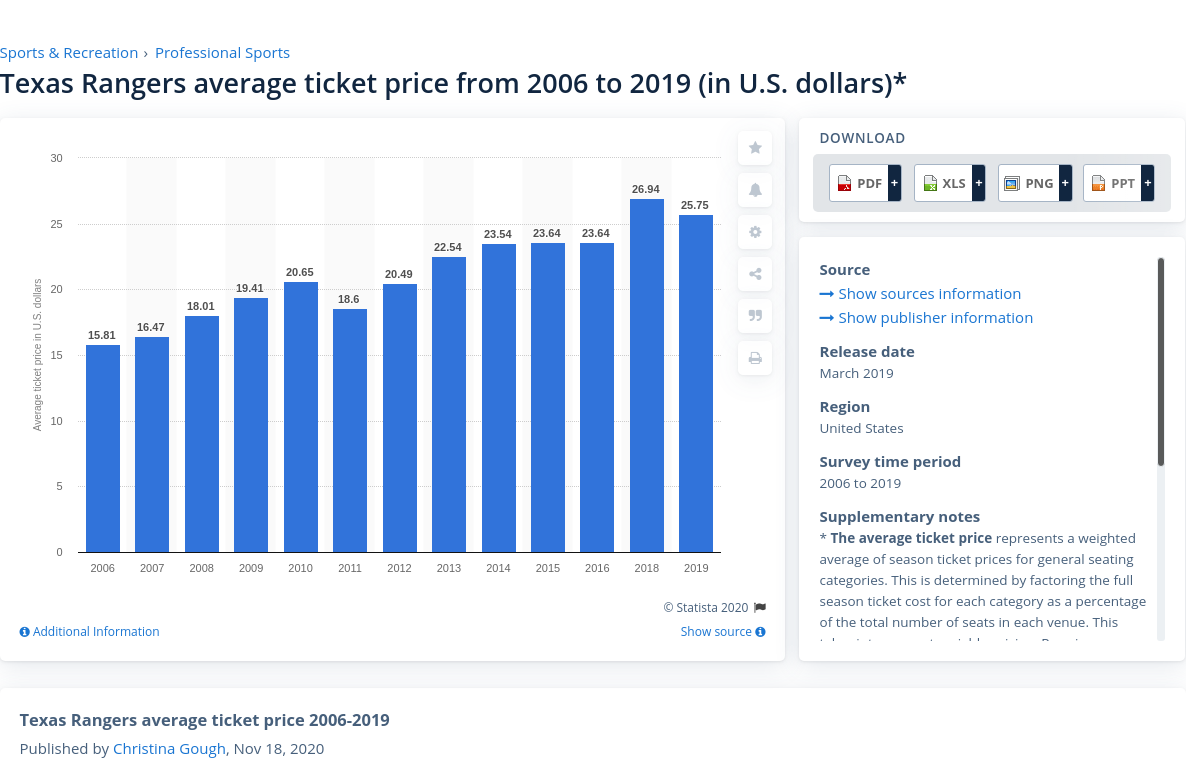 Sports & Recreation › Professional Sports
Texas Rangers average ticket price from 2006 to 2019 (in U.S. dollars)*
Average ticket price in U.S. dollars
30
25
20
15
10
5
0
15.81
16.47
18.01
19.41
20.65
18.6
20.49
22.54
23.54
23.64
23.64
26.94
25.75
2006 2007 2008 2009 2010 2011 2012 2013 2014 2015 2016 2018 2019
© Statista 2020
Additional Information
Show source
DOWNLOAD
PDF + XLS + PNG + PPT +
Source
Show sources information
Show publisher information
Release date
March 2019
Region
United States
Survey time period
2006 to 2019
Supplementary notes
* The average ticket price represents a weighted
average of season ticket prices for general seating
categories. This is determined by factoring the full
season ticket cost for each category as a percentage
of the total number of seats in each venue. This
Texas Rangers average ticket price 2006-2019
Published by Christina Gough, Nov 18, 2020